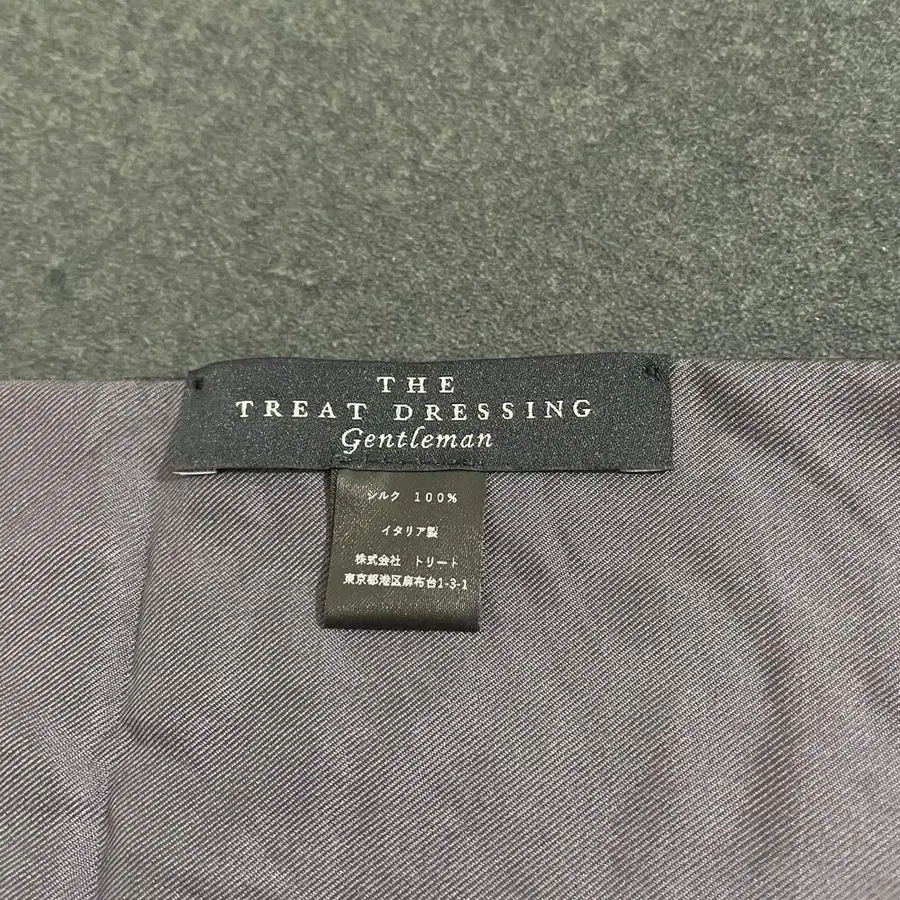 THE
TREAT DRESSING
Gentleman
シルク 100%
イタリア製
株式会社 トリート
東京都港区麻布台1-3-1